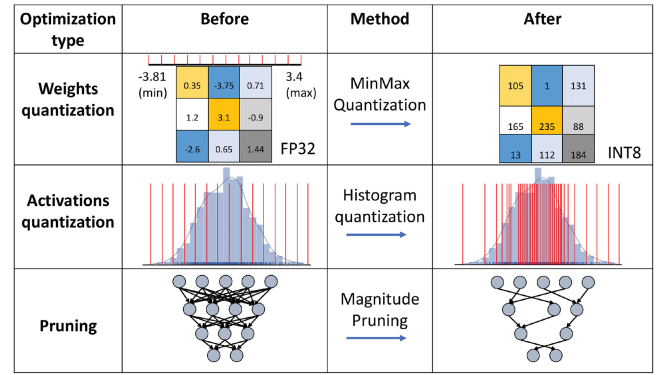 Optimization type
Before
Method
After
Weights quantization
-3.81 (min)
3.4 (max)
0.35 -3.75 0.71
1.2 3.1 -0.9
-2.6 0.65 1.44
FP32
MinMax Quantization
105 1 131
165 235 88
13 112 184
INT8
Activations quantization
Histogram quantization
Pruning
Magnitude Pruning